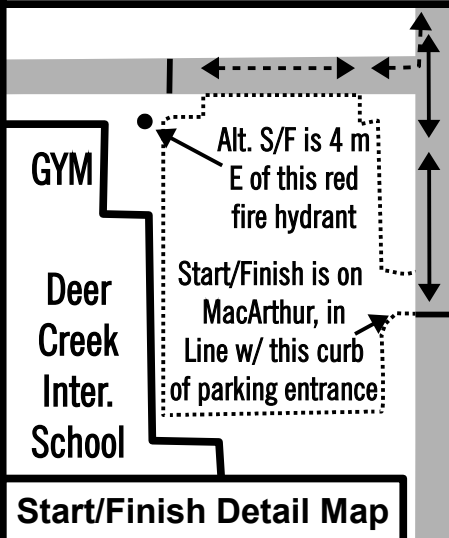 Alt. S/F is 4 m
E of this red
fire hydrant
GYM
Start/Finish is on
MacArthur, in
Line w/ this curb
of parking entrance
Deer
Creek
Inter.
School
Start/Finish Detail Map